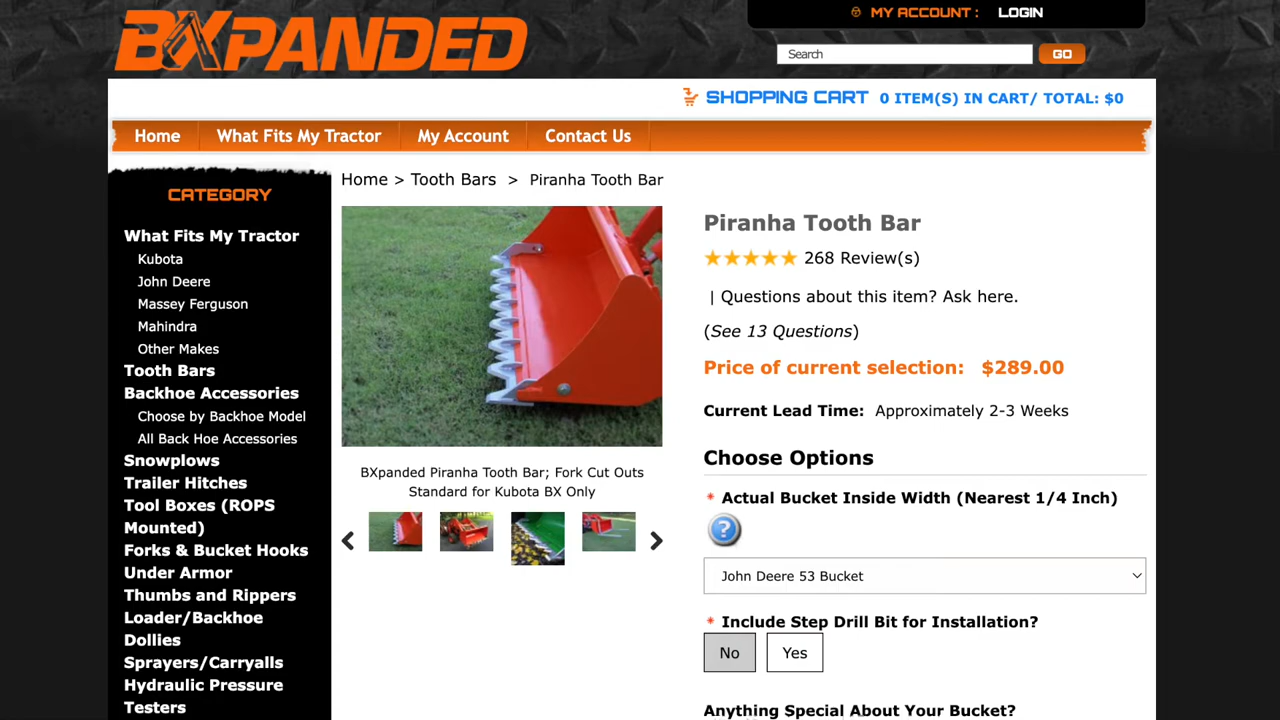 BXPANDED
MY ACCOUNT : LOGIN
Search GO
SHOPPING CART 0 ITEM(S) IN CART/ TOTAL: $0
Home What Fits My Tractor My Account Contact Us
CATEGORY
What Fits My Tractor
Kubota
John Deere
Massey Ferguson
Mahindra
Other Makes
Tooth Bars
Backhoe Accessories
Choose by Backhoe Model
All Back Hoe Accessories
Snowplows
Trailer Hitches
Tool Boxes (ROPS
Mounted)
Forks & Bucket Hooks
Under Armor
Thumbs and Rippers
Loader/Backhoe
Dollies
Sprayers/Carryalls
Hydraulic Pressure
Testers
Home > Tooth Bars > Piranha Tooth Bar
BXpanded Piranha Tooth Bar; Fork Cut Outs
Standard for Kubota BX Only
Piranha Tooth Bar
268 Review(s)
| Questions about this item? Ask here.
(See 13 Questions)
Price of current selection: $289.00
Current Lead Time: Approximately 2-3 Weeks
Choose Options
* Actual Bucket Inside Width (Nearest 1/4 Inch)
?
John Deere 53 Bucket
* Include Step Drill Bit for Installation?
No Yes
Anything Special About Your Bucket?